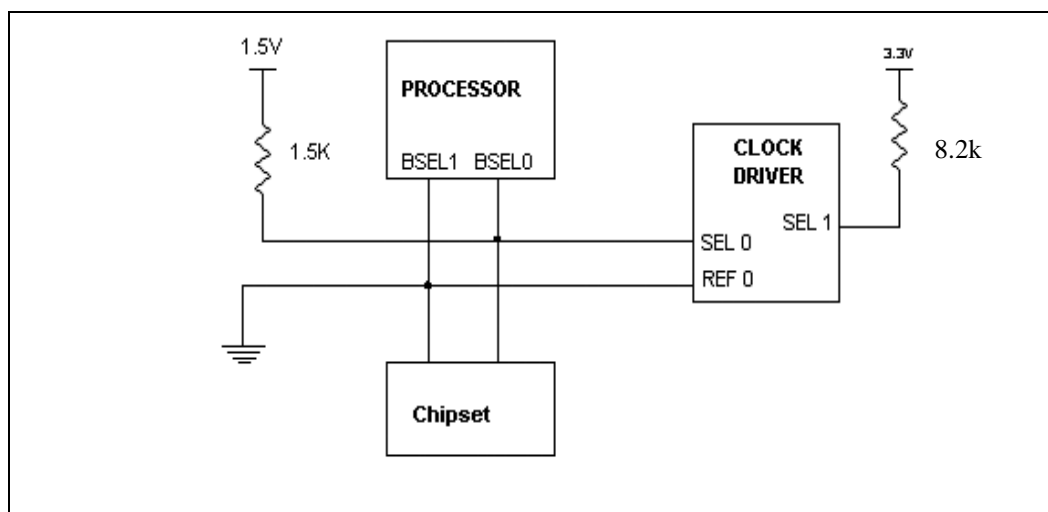 1.5V
PROCESSOR
3.3V
1.5K
BSEL1 BSEL0
CLOCK
DRIVER
8.2k
SEL 1
SEL 0
REF 0
Chipset